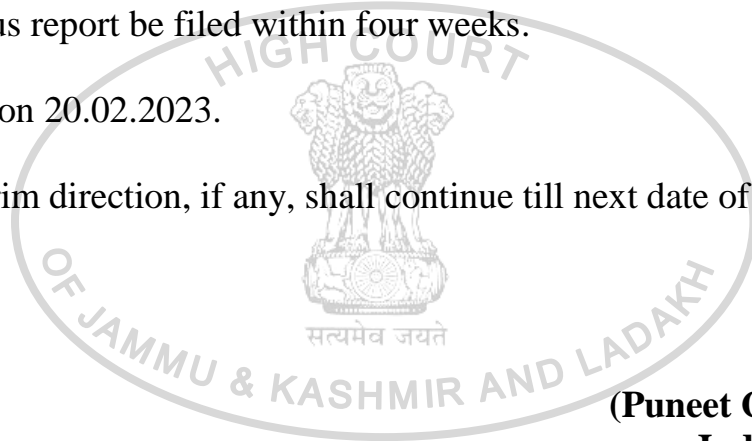 us report be filed within four weeks.
on 20.02.2023.
rim direction, if any, shall continue till next date of
HIGH COURT
OF JAMMU & KASHMIR AND LADAKH
सत्यमेव जयते
(Puneet